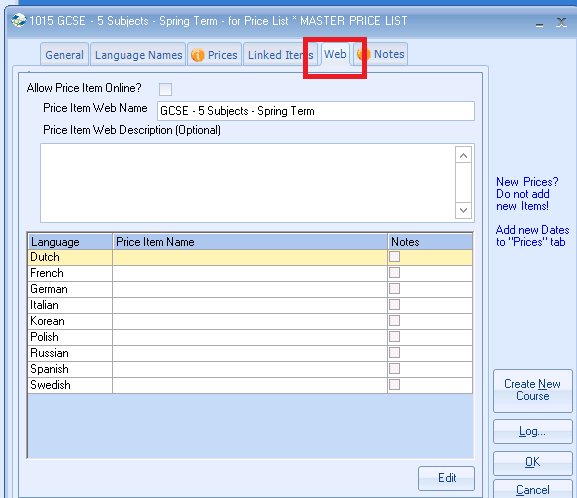 1015 GCSE - 5 Subjects - Spring Term - for Price List * MASTER PRICE LIST
General Language Names Prices Linked Items Web Notes
Allow Price Item Online?
Price Item Web Name GCSE - 5 Subjects - Spring Term
Price Item Web Description (Optional)
New Prices?
Do not add
new Items!
Add new Dates
to "Prices" tab
Language Price Item Name Notes
Dutch
French
German
Italian
Korean
Polish
Russian
Spanish
Swedish
Create New
Course
Log...
OK
Edit
Cancel